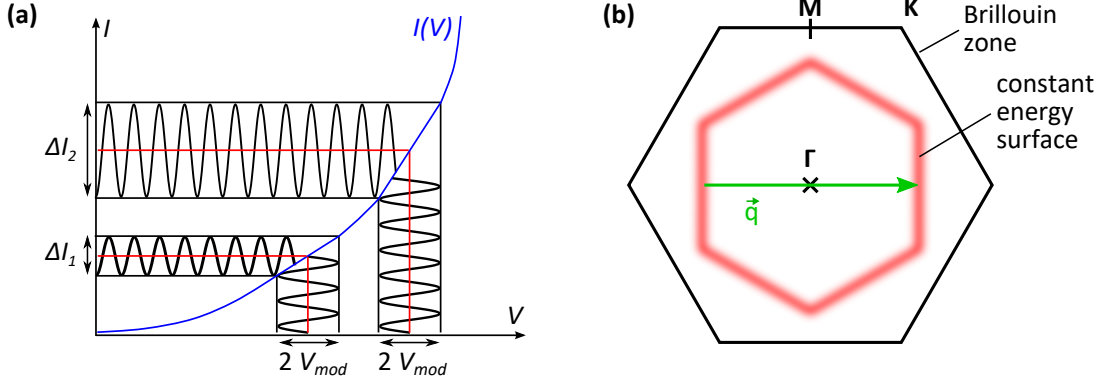 (a)
I
I(V)
ΔI2
ΔI1
V
2 Vmod
2 Vmod
(b)
M
K
Brillouin
zone
constant
energy
surface
Γ
q⃗